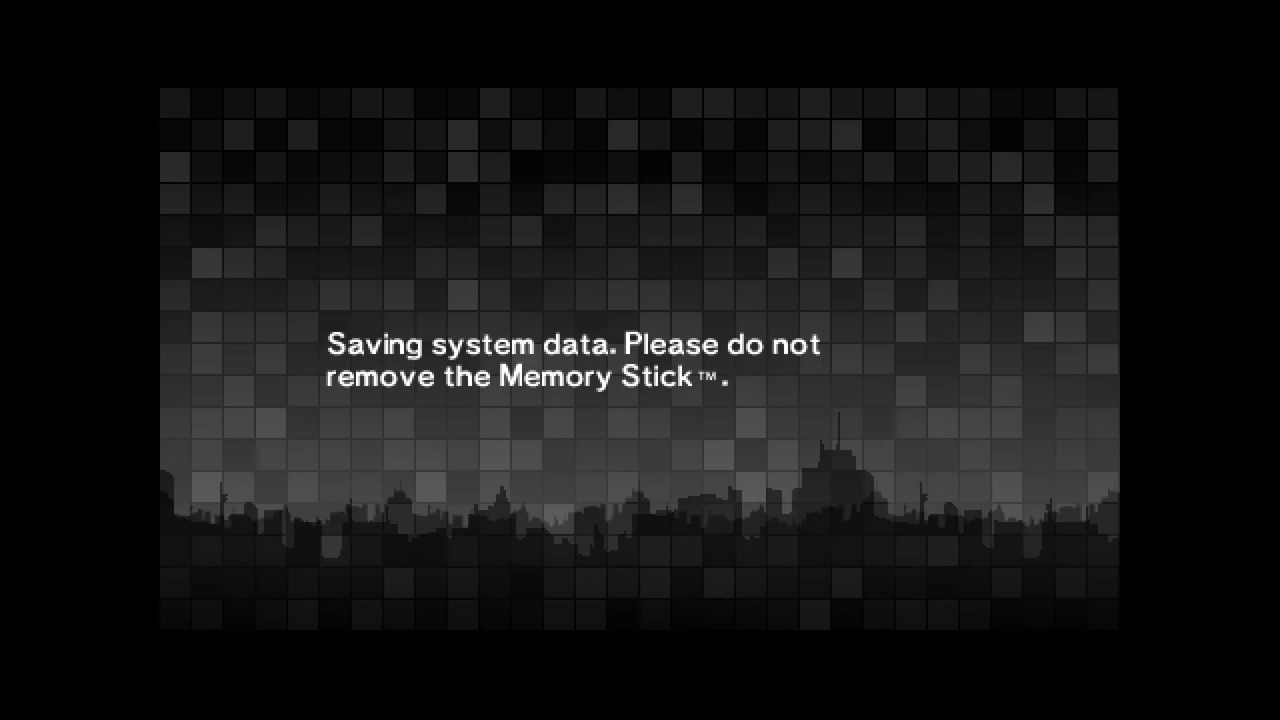 Saving system data. Please do not
remove the Memory Stick™.